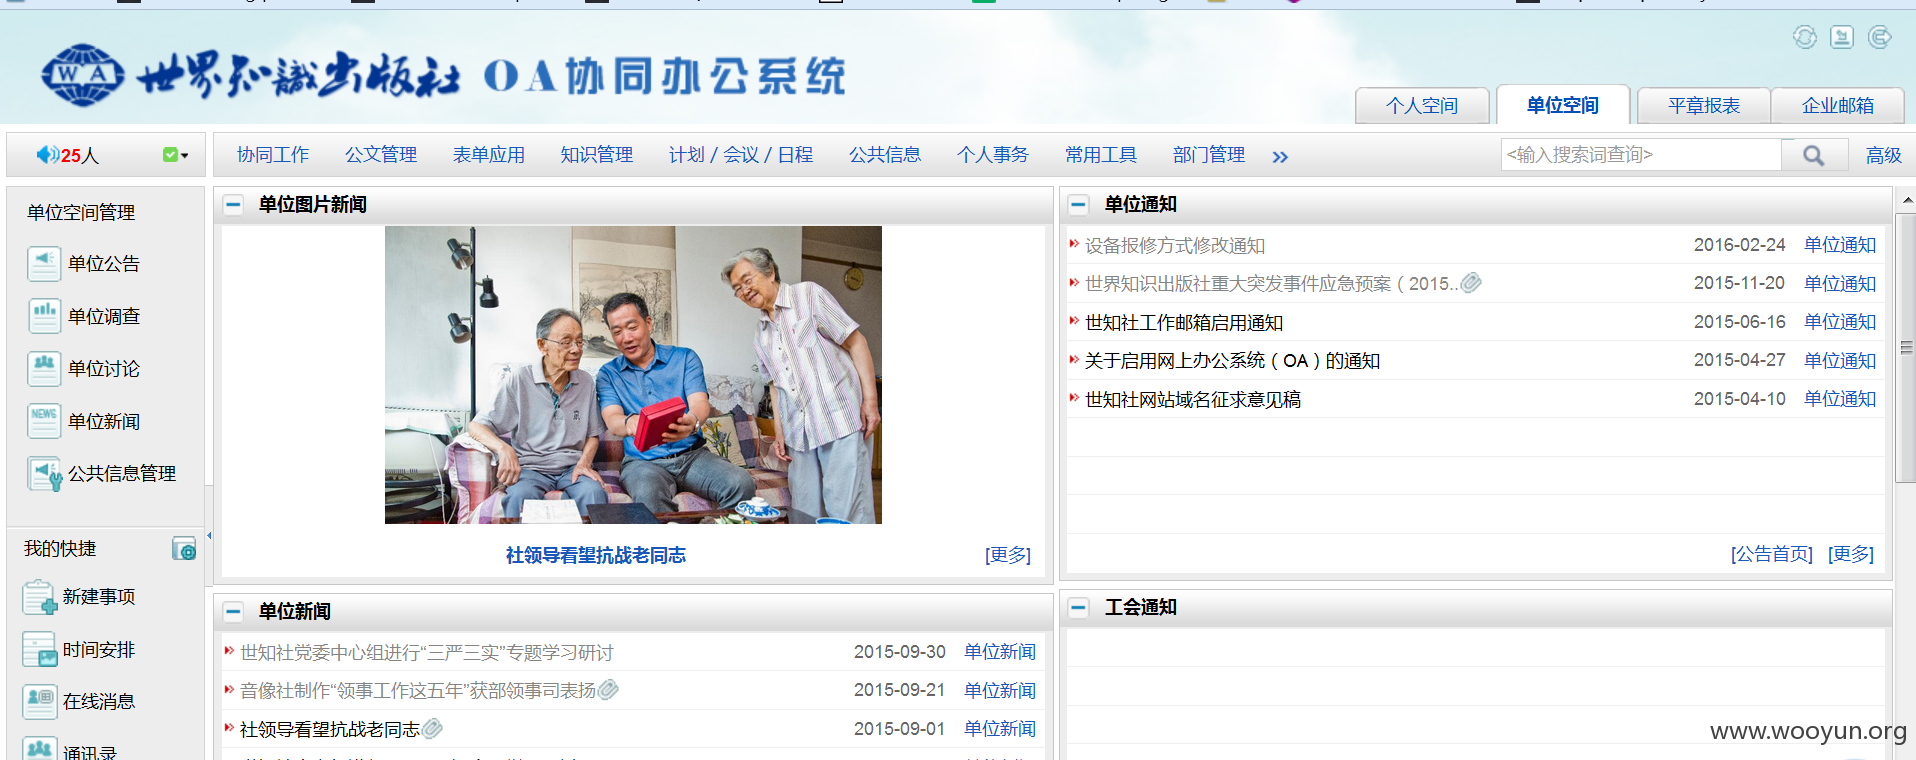 WA 世界知識出版社 OA协同办公系统
个人空间 单位空间 平章报表 企业邮箱
25人 协同工作 公文管理 表单应用 知识管理 计划 / 会议 / 日程 公共信息 个人事务 常用工具 部门管理 » <输入搜索词查询> 高级
单位空间管理
单位公告
单位调查
单位讨论
NEWS 单位新闻
公共信息管理
我的快捷
新建事项
时间安排
在线消息
通讯录
单位图片新闻
社领导看望抗战老同志 [更多]
单位新闻
世知社党委中心组进行“三严三实”专题学习研讨 2015-09-30 单位新闻
音像社制作“领事工作这五年”获部领事司表扬 2015-09-21 单位新闻
社领导看望抗战老同志 2015-09-01 单位新闻
单位通知
设备报修方式修改通知 2016-02-24 单位通知
世界知识出版社重大突发事件应急预案（2015.. 2015-11-20 单位通知
世知社工作邮箱启用通知 2015-06-16 单位通知
关于启用网上办公系统（OA）的通知 2015-04-27 单位通知
世知社网站域名征求意见稿 2015-04-10 单位通知
[公告首页] [更多]
工会通知
www.wooyun.org